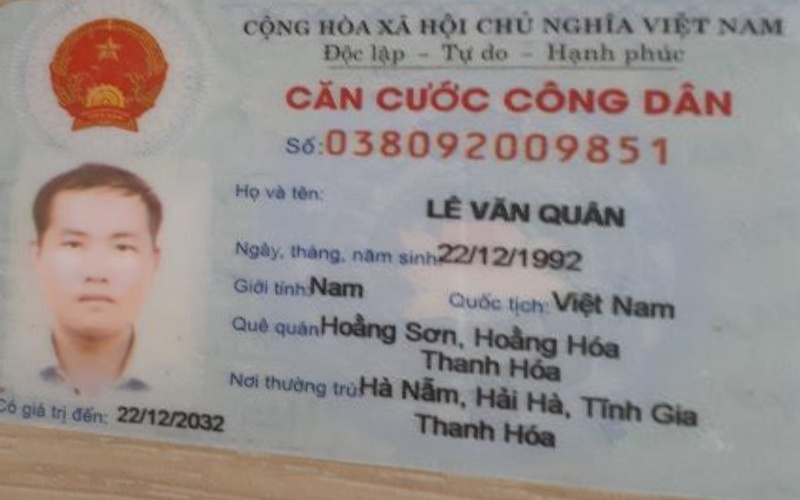 CỘNG HÒA XÃ HỘI CHỦ NGHĨA VIỆT NAM
Độc lập - Tự do - Hạnh phúc
CĂN CƯỚC CÔNG DÂN
Số: 038092009851
Họ và tên: LÊ VĂN QUÂN
Ngày, tháng, năm sinh: 22/12/1992
Giới tính: Nam Quốc tịch: Việt Nam
Quê quán: Hoằng Sơn, Hoằng Hóa
Thanh Hóa
Nơi thường trú: Hà Nẫm, Hải Hà, Tĩnh Gia
Thanh Hóa
Có giá trị đến: 22/12/2032